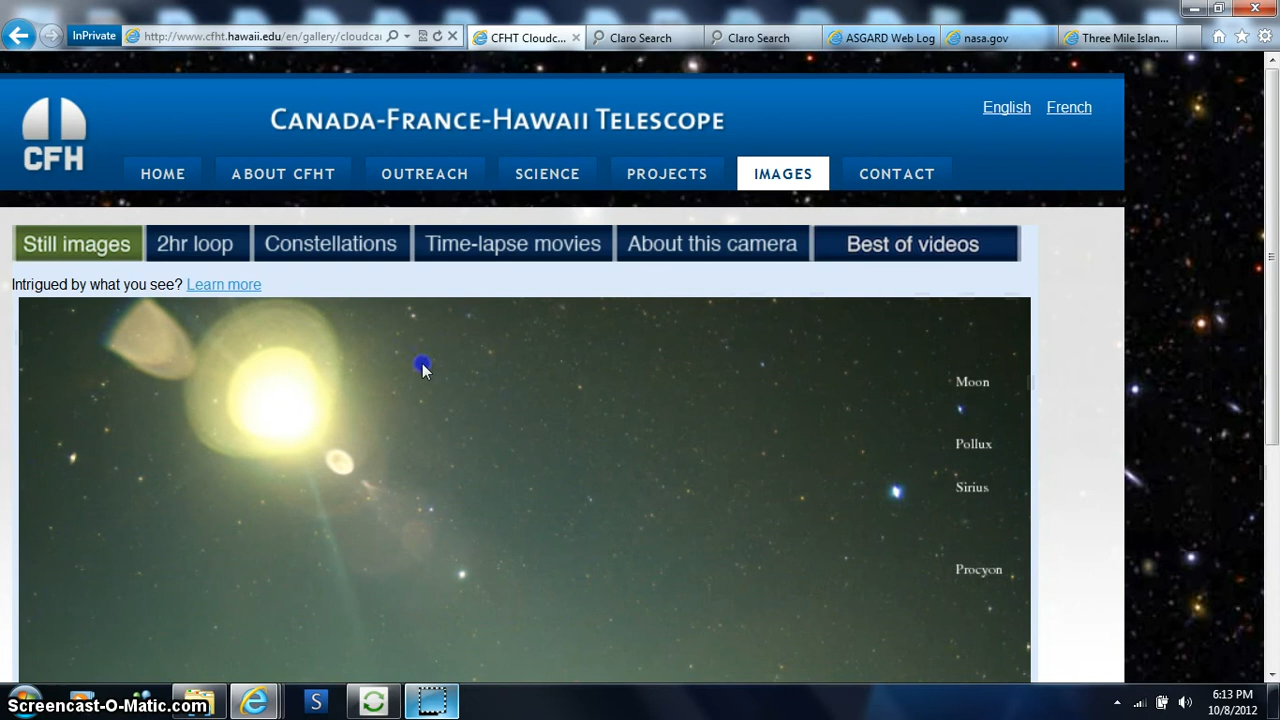 InPrivate
http://www.cfht.hawaii.edu/en/gallery/cloudca
CFHT Cloudc...
Claro Search
Claro Search
ASGARD Web Log
nasa.gov
Three Mile Islan...
CFH
CANADA-FRANCE-HAWAII TELESCOPE
English French
HOME ABOUT CFHT OUTREACH SCIENCE PROJECTS IMAGES CONTACT
Still images 2hr loop Constellations Time-lapse movies About this camera Best of videos
Intrigued by what you see? Learn more
Moon
Pollux
Sirius
Procyon
S
Screencast-O-Matic.com
6:13 PM
10/8/2012